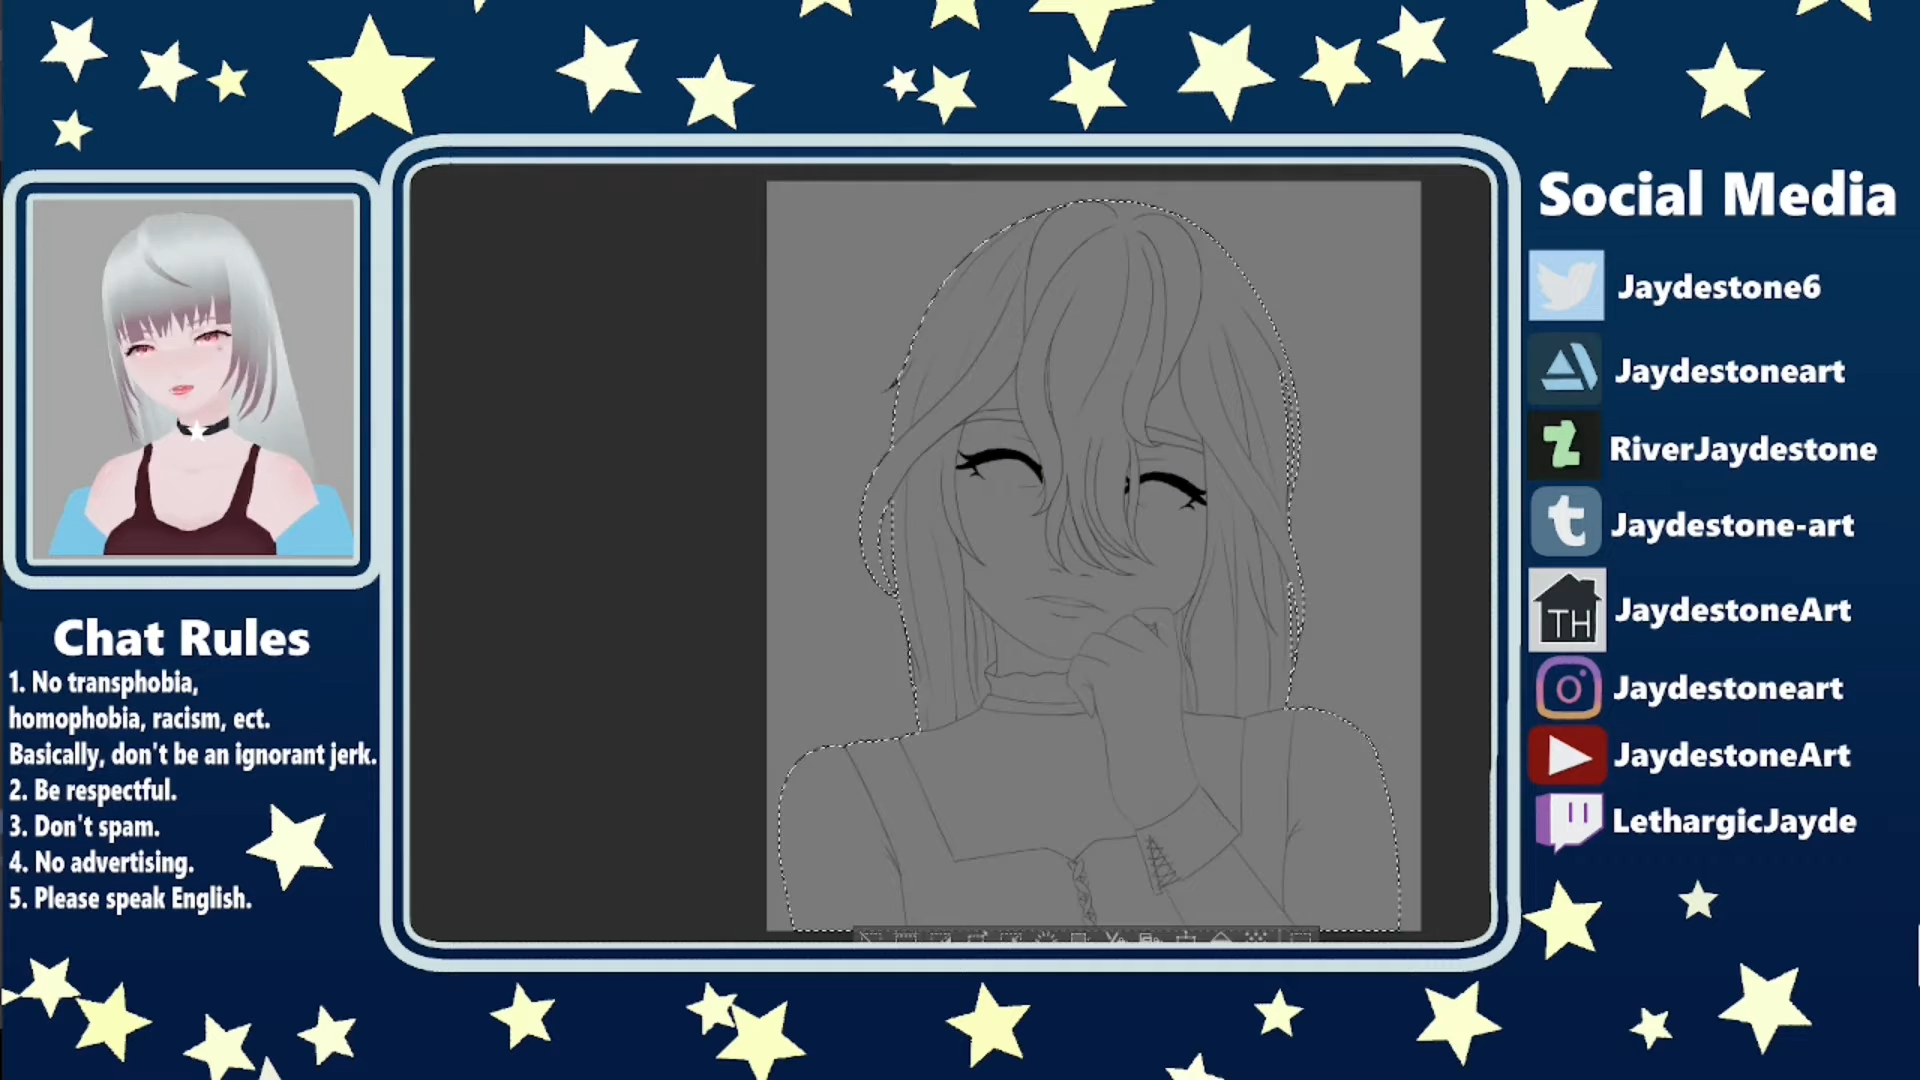 Social Media
Jaydestone6
Jaydestoneart
RiverJaydestone
Jaydestone-art
TH
JaydestoneArt
Jaydestoneart
JaydestoneArt
LethargicJayde
Chat Rules
1. No transphobia,
homophobia, racism, ect.
Basically, don't be an ignorant jerk.
2. Be respectful.
3. Don't spam.
4. No advertising.
5. Please speak English.